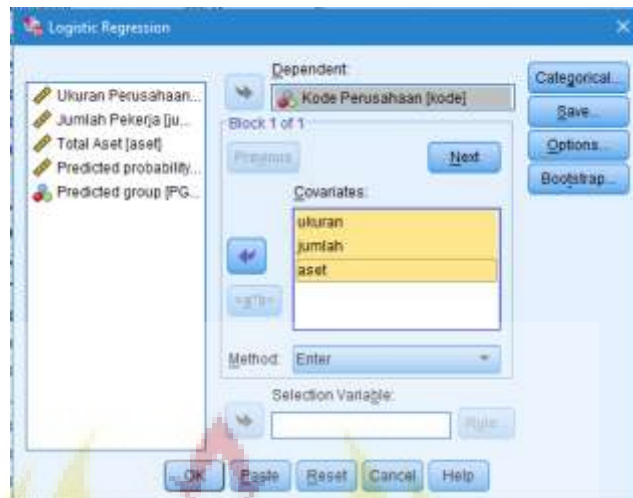 Logistic Regression
Ukuran Perusahaan...
Jumlah Pekerja [ju...
Total Aset [aset]
Predicted probability...
Predicted group [PG...
Dependent:
Kode Perusahaan [kode]
Block 1 of 1
Previous
Next
Covariates:
ukuran
jumlah
aset
>a*b>
Method: Enter
Selection Variable:
Rule...
Categorical...
Save...
Options...
Bootstrap...
OK Paste Reset Cancel Help